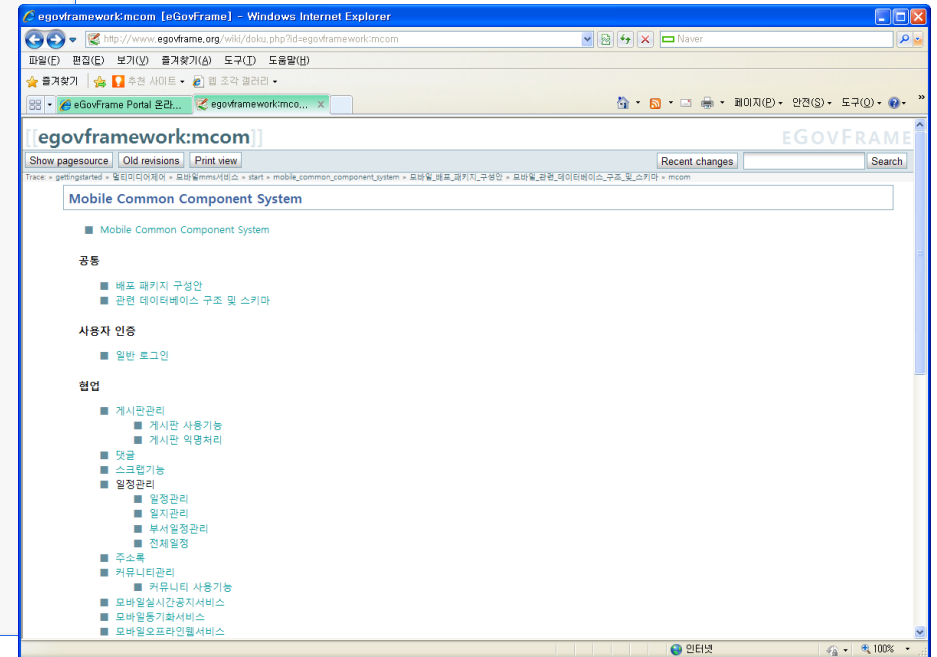 egovframework:mcom [eGovFrame] - Windows Internet Explorer
http://www.egovframe.org/wiki/doku.php?id=egovframework:mcom
Naver
파일(F) 편집(E) 보기(V) 즐겨찾기(A) 도구(T) 도움말(H)
즐겨찾기 추천 사이트 웹 조각 갤러리
eGovFrame Portal 온라... egovframework:mco... x 페이지(P) 안전(S) 도구(O)
[[egovframework:mcom]] EGOVFRAME
Show pagesource Old revisions Print view Recent changes Search
Trace: » gettingstarted » 멀티미디어제어 » 모바일mms서비스 » start » mobile_common_component_system » 모바일_배포_패키지_구성안 » 모바일_관련_데이터베이스_구조_및_스키마 » mcom
Mobile Common Component System
Mobile Common Component System
공통
배포 패키지 구성안
관련 데이터베이스 구조 및 스키마
사용자 인증
일반 로그인
협업
게시판관리
게시판 사용기능
게시판 익명처리
댓글
스크랩기능
일정관리
일정관리
일지관리
부서일정관리
전체일정
주소록
커뮤니티관리
커뮤니티 사용기능
모바일실시간공지서비스
모바일동기화서비스
모바일오프라인웹서비스
인터넷 100%